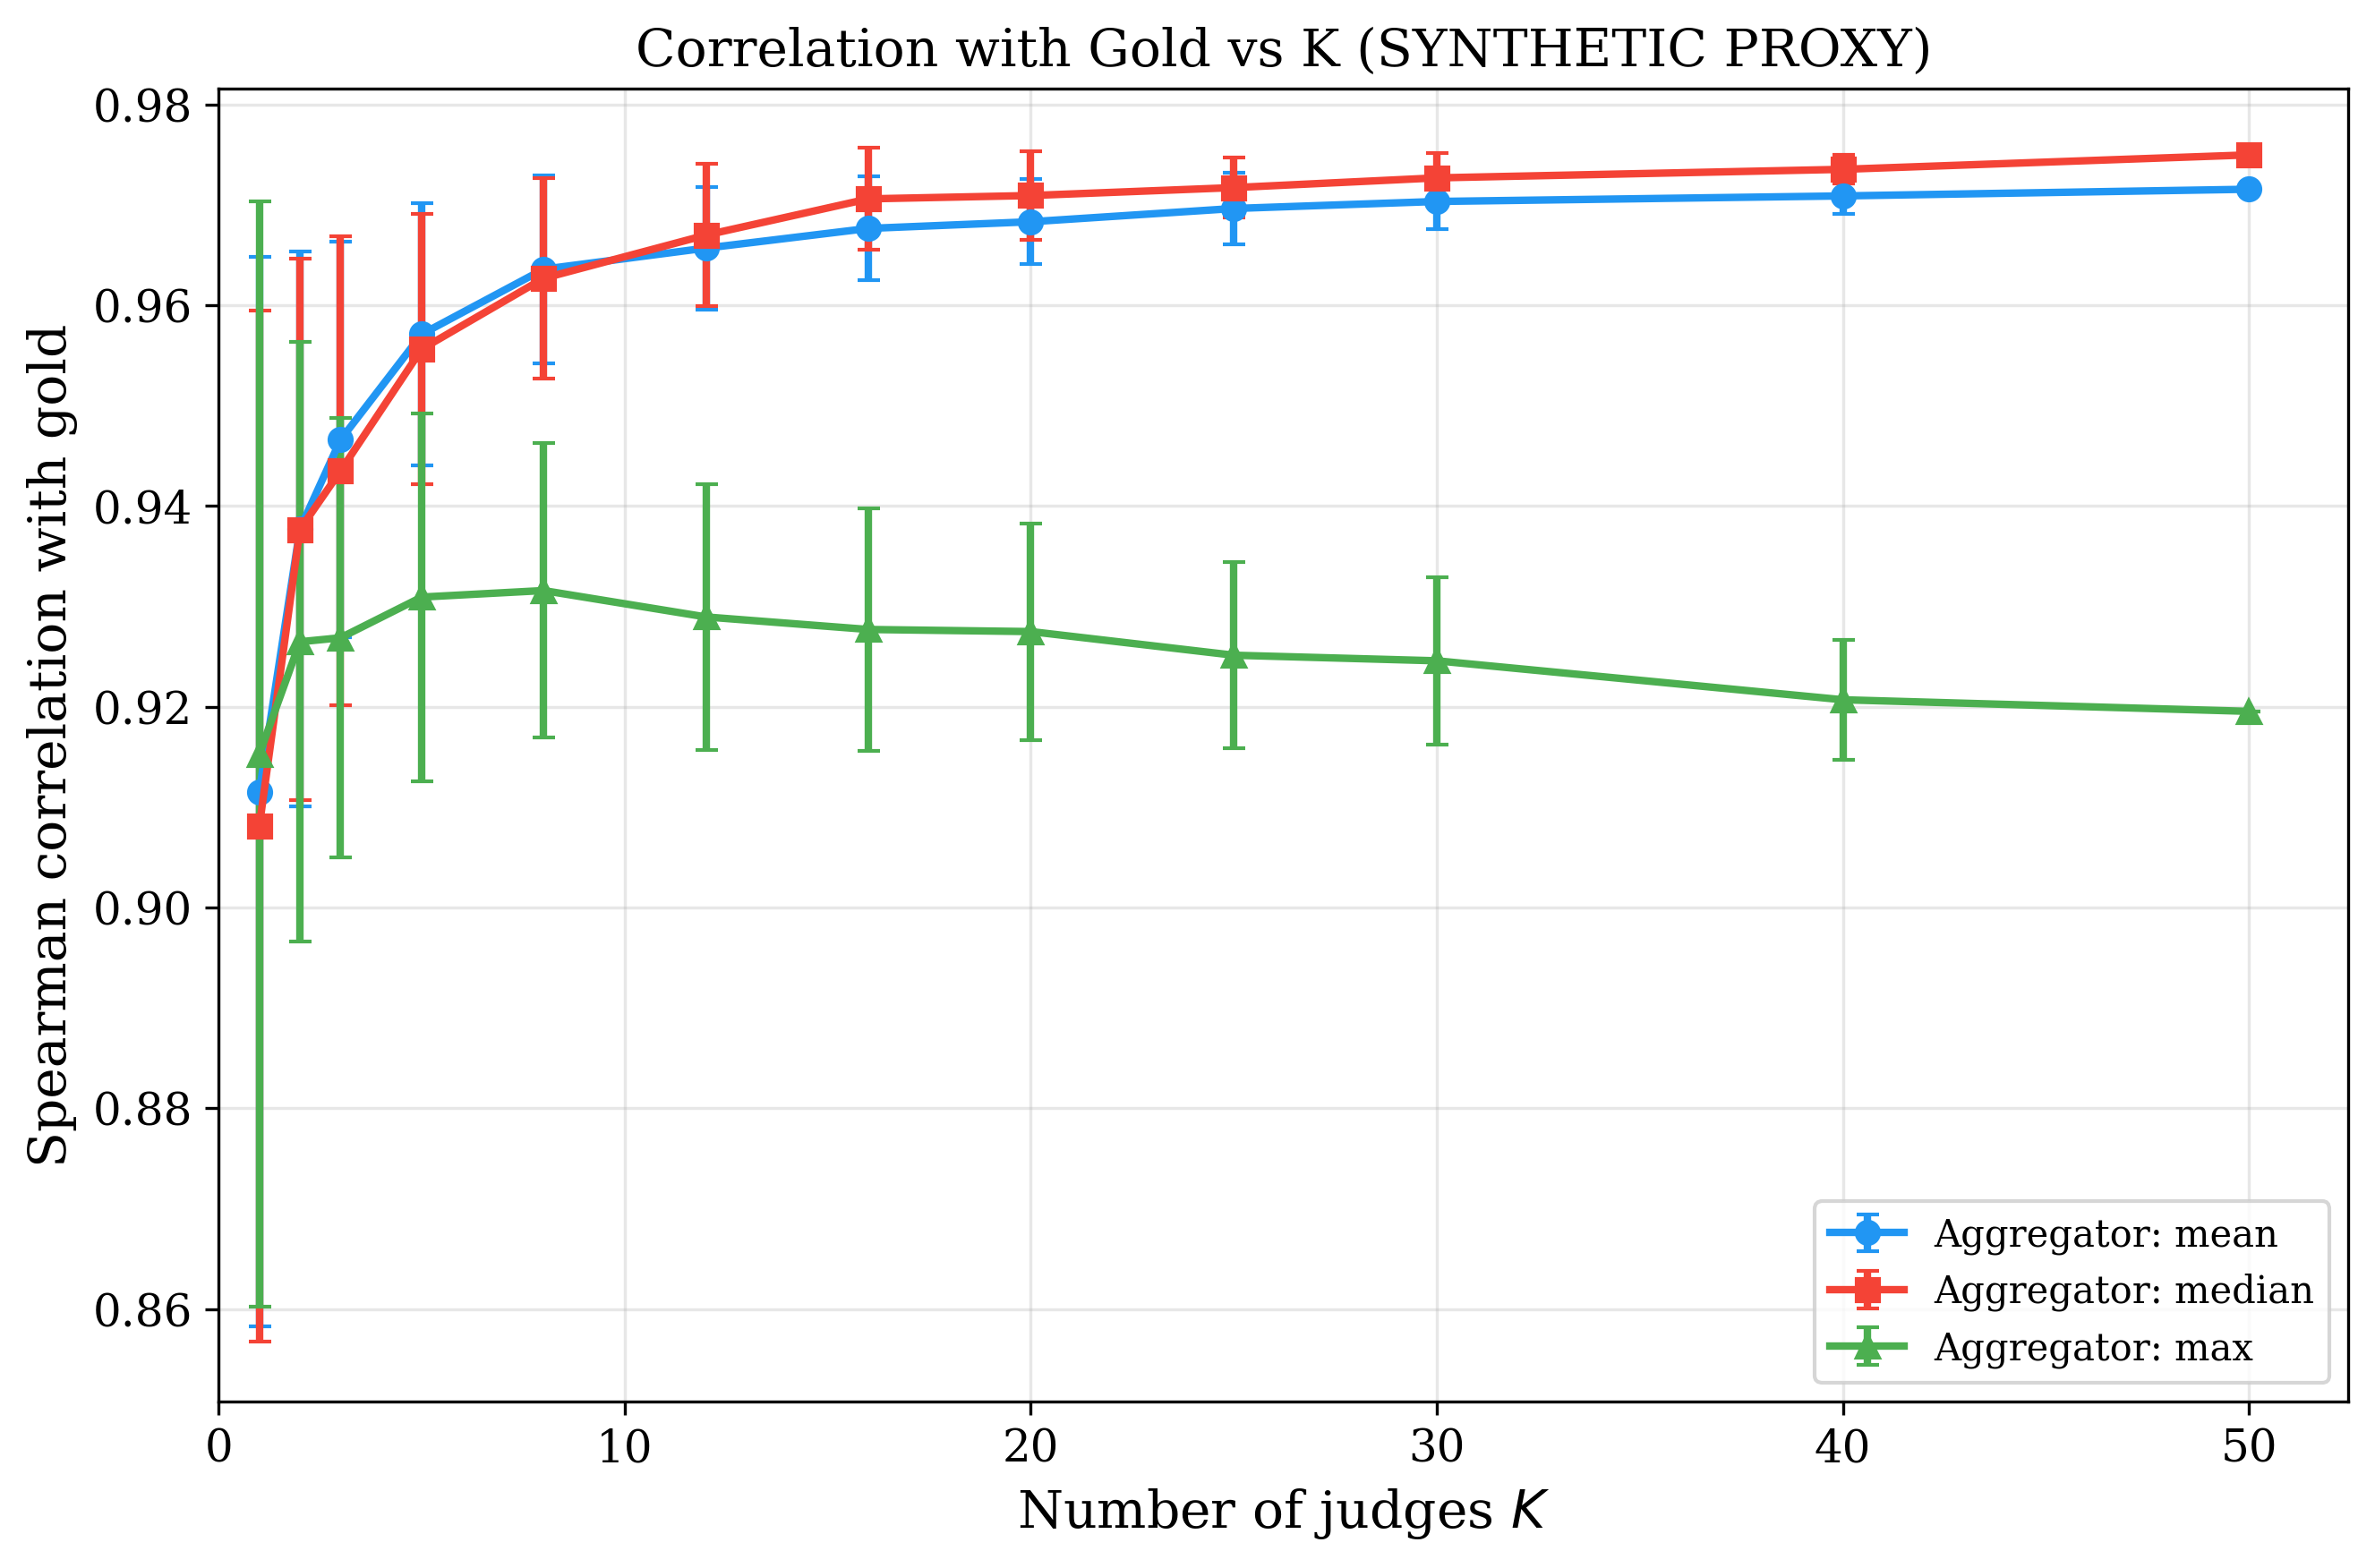 Correlation with Gold vs K (SYNTHETIC PROXY)
Spearman correlation with gold
0.98
0.96
0.94
0.92
0.90
0.88
0.86
0
10
20
30
40
50
Number of judges K
Aggregator: mean
Aggregator: median
Aggregator: max